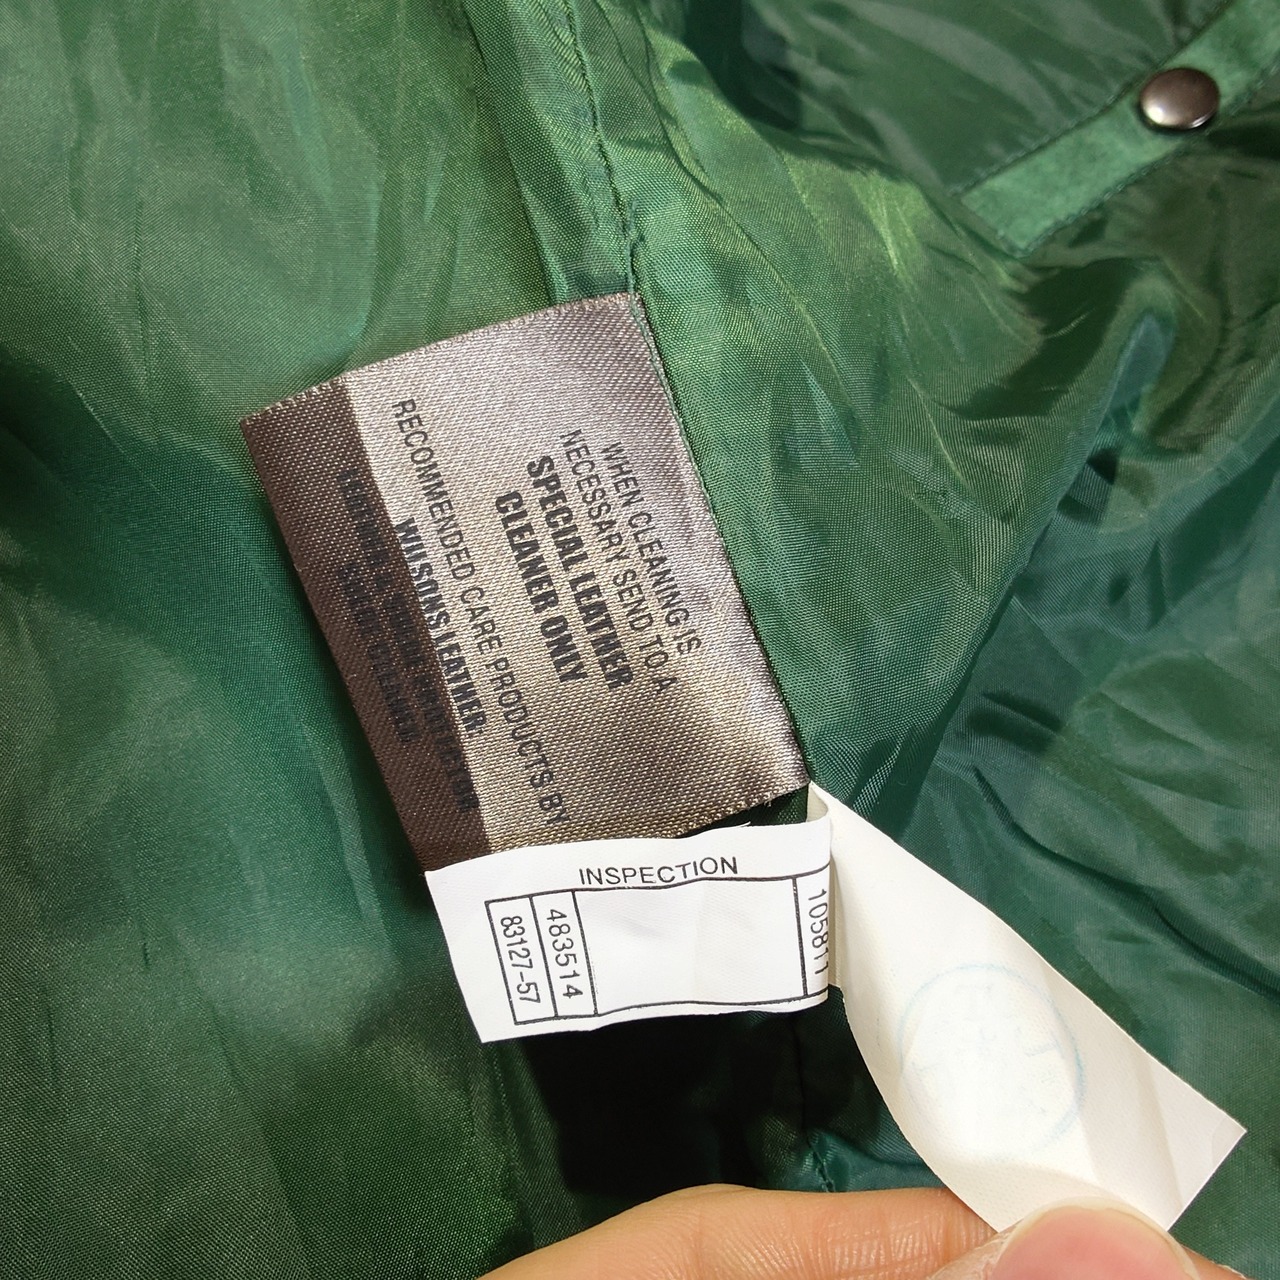 WHEN CLEANING IS
NECESSARY SEND TO A
SPECIAL LEATHER
CLEANER ONLY
RECOMMENDED CARE PRODUCTS BY
WILSONS LEATHER:
INSPECTION
105811
483514
83127-57